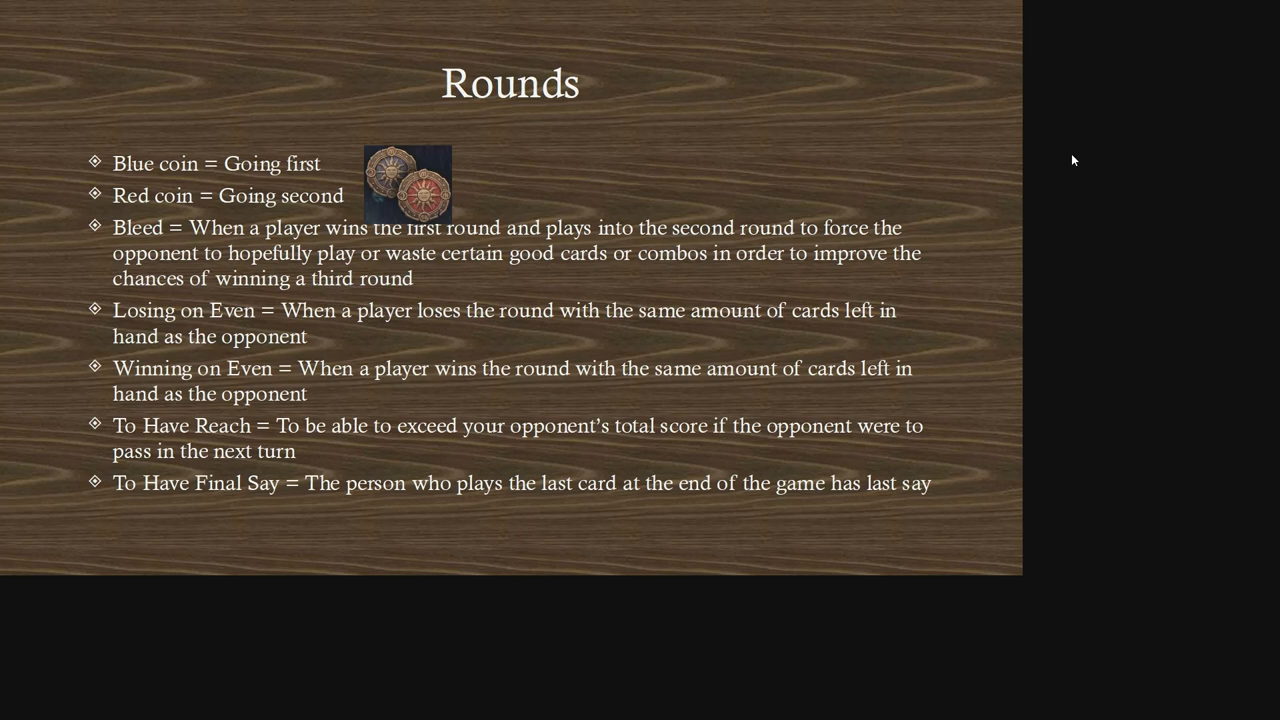 Rounds
Blue coin = Going first
Red coin = Going second
Bleed = When a player wins the first round and plays into the second round to force the
opponent to hopefully play or waste certain good cards or combos in order to improve the
chances of winning a third round
Losing on Even = When a player loses the round with the same amount of cards left in
hand as the opponent
Winning on Even = When a player wins the round with the same amount of cards left in
hand as the opponent
To Have Reach = To be able to exceed your opponent’s total score if the opponent were to
pass in the next turn
To Have Final Say = The person who plays the last card at the end of the game has last say